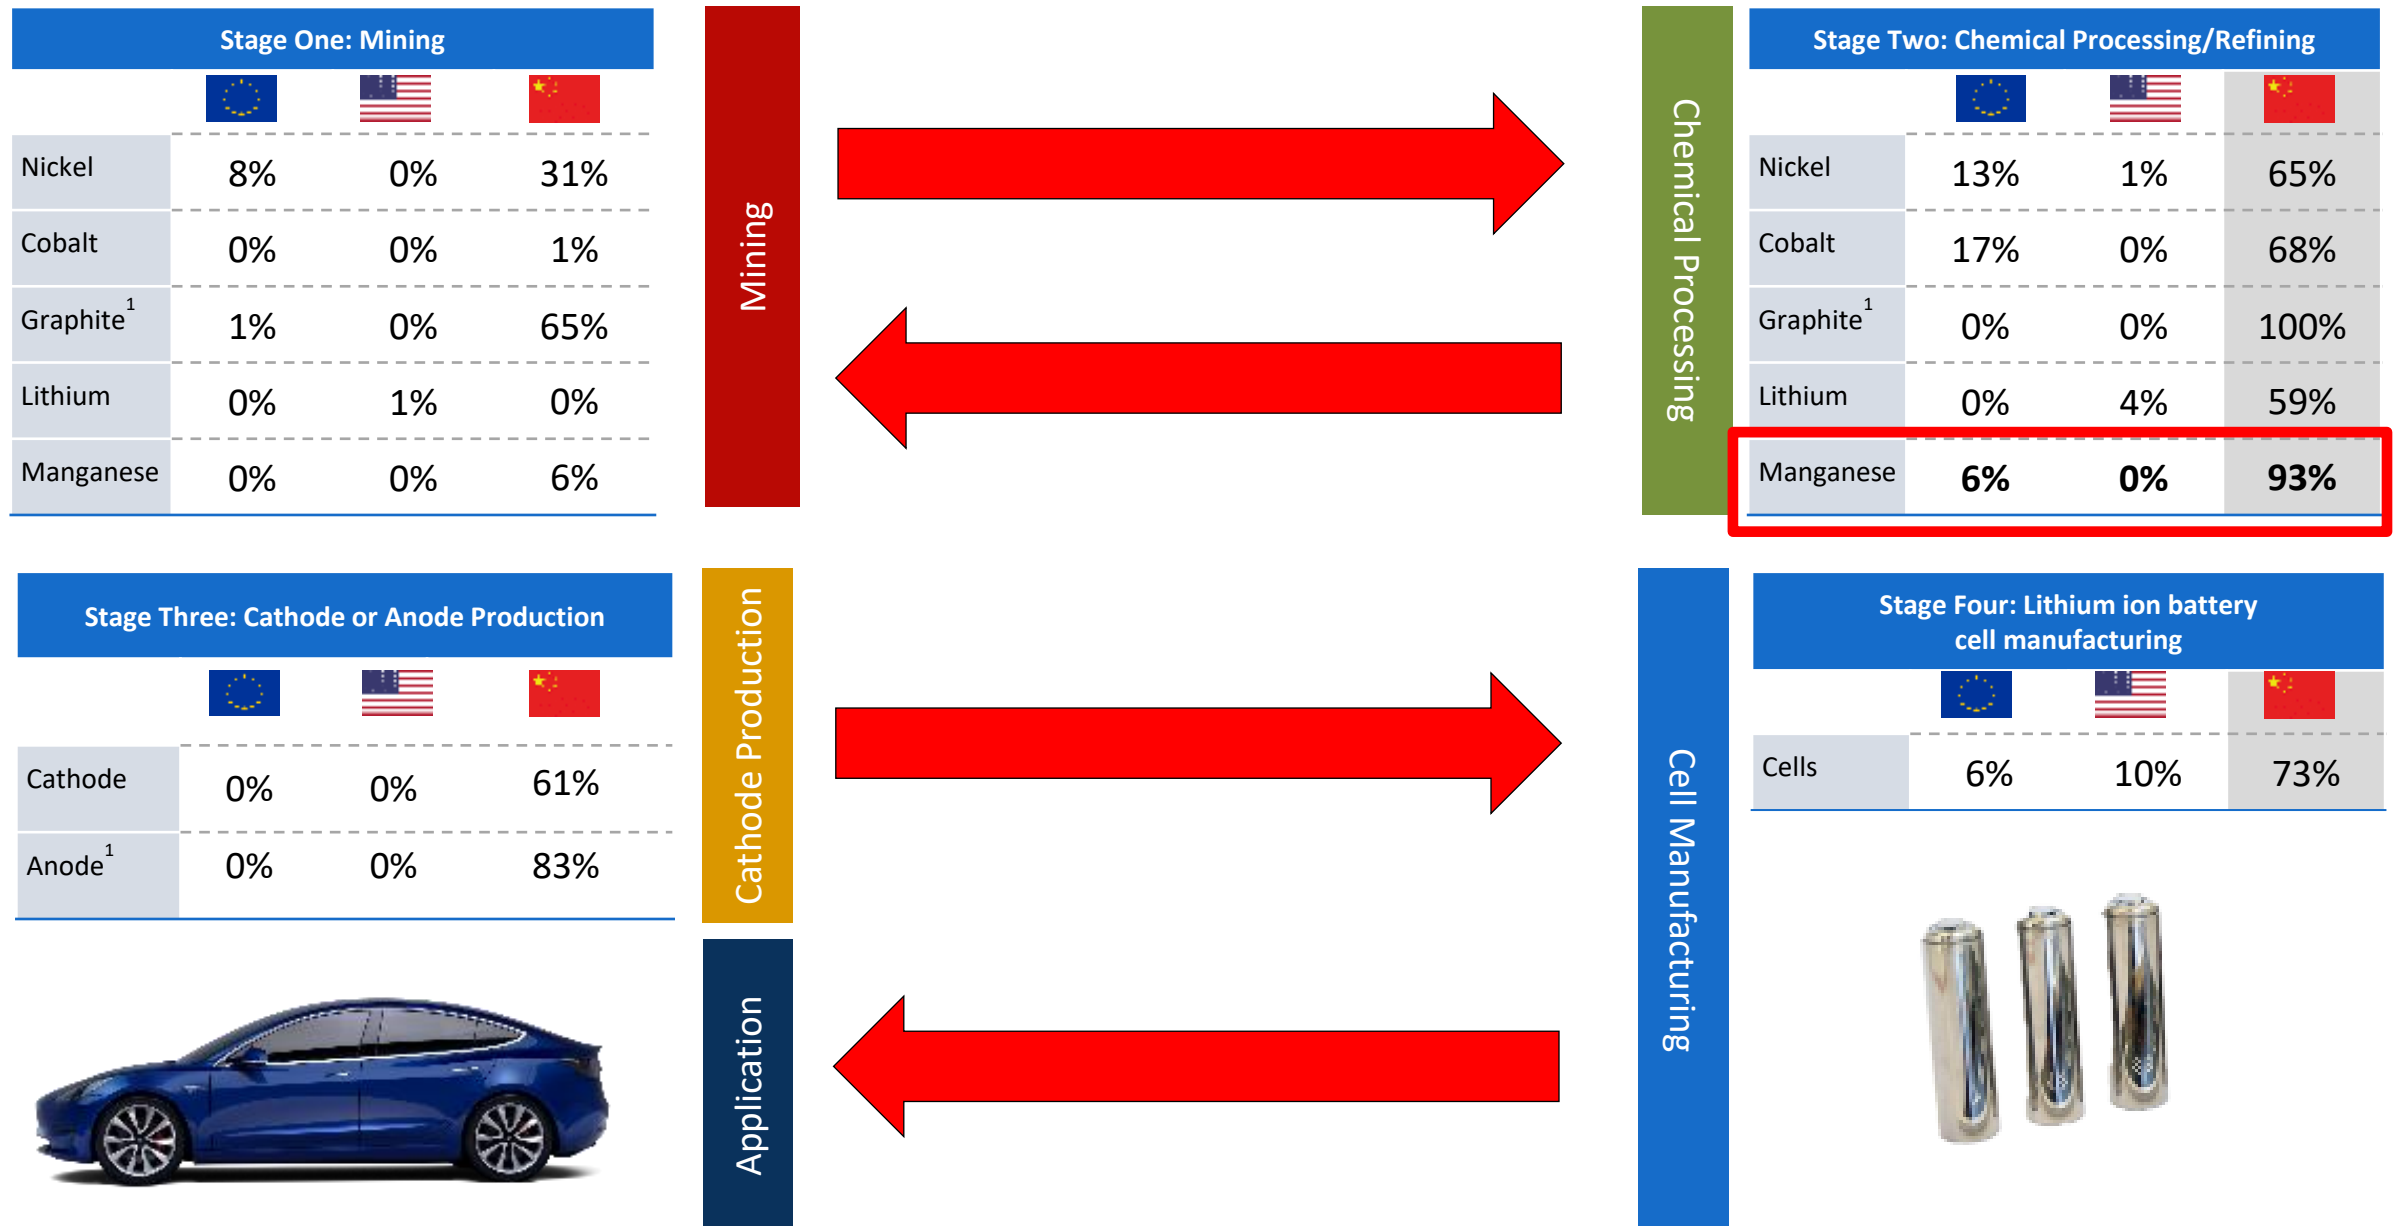 Stage One: Mining
Nickel 8% 0% 31%
Cobalt 0% 0% 1%
Graphite1 1% 0% 65%
Lithium 0% 1% 0%
Manganese 0% 0% 6%
Mining
Chemical Processing
Stage Two: Chemical Processing/Refining
Nickel 13% 1% 65%
Cobalt 17% 0% 68%
Graphite1 0% 0% 100%
Lithium 0% 4% 59%
Manganese 6% 0% 93%
Stage Three: Cathode or Anode Production
Cathode 0% 0% 61%
Anode1 0% 0% 83%
Cathode Production
Application
Cell Manufacturing
Stage Four: Lithium ion battery
cell manufacturing
Cells 6% 10% 73%